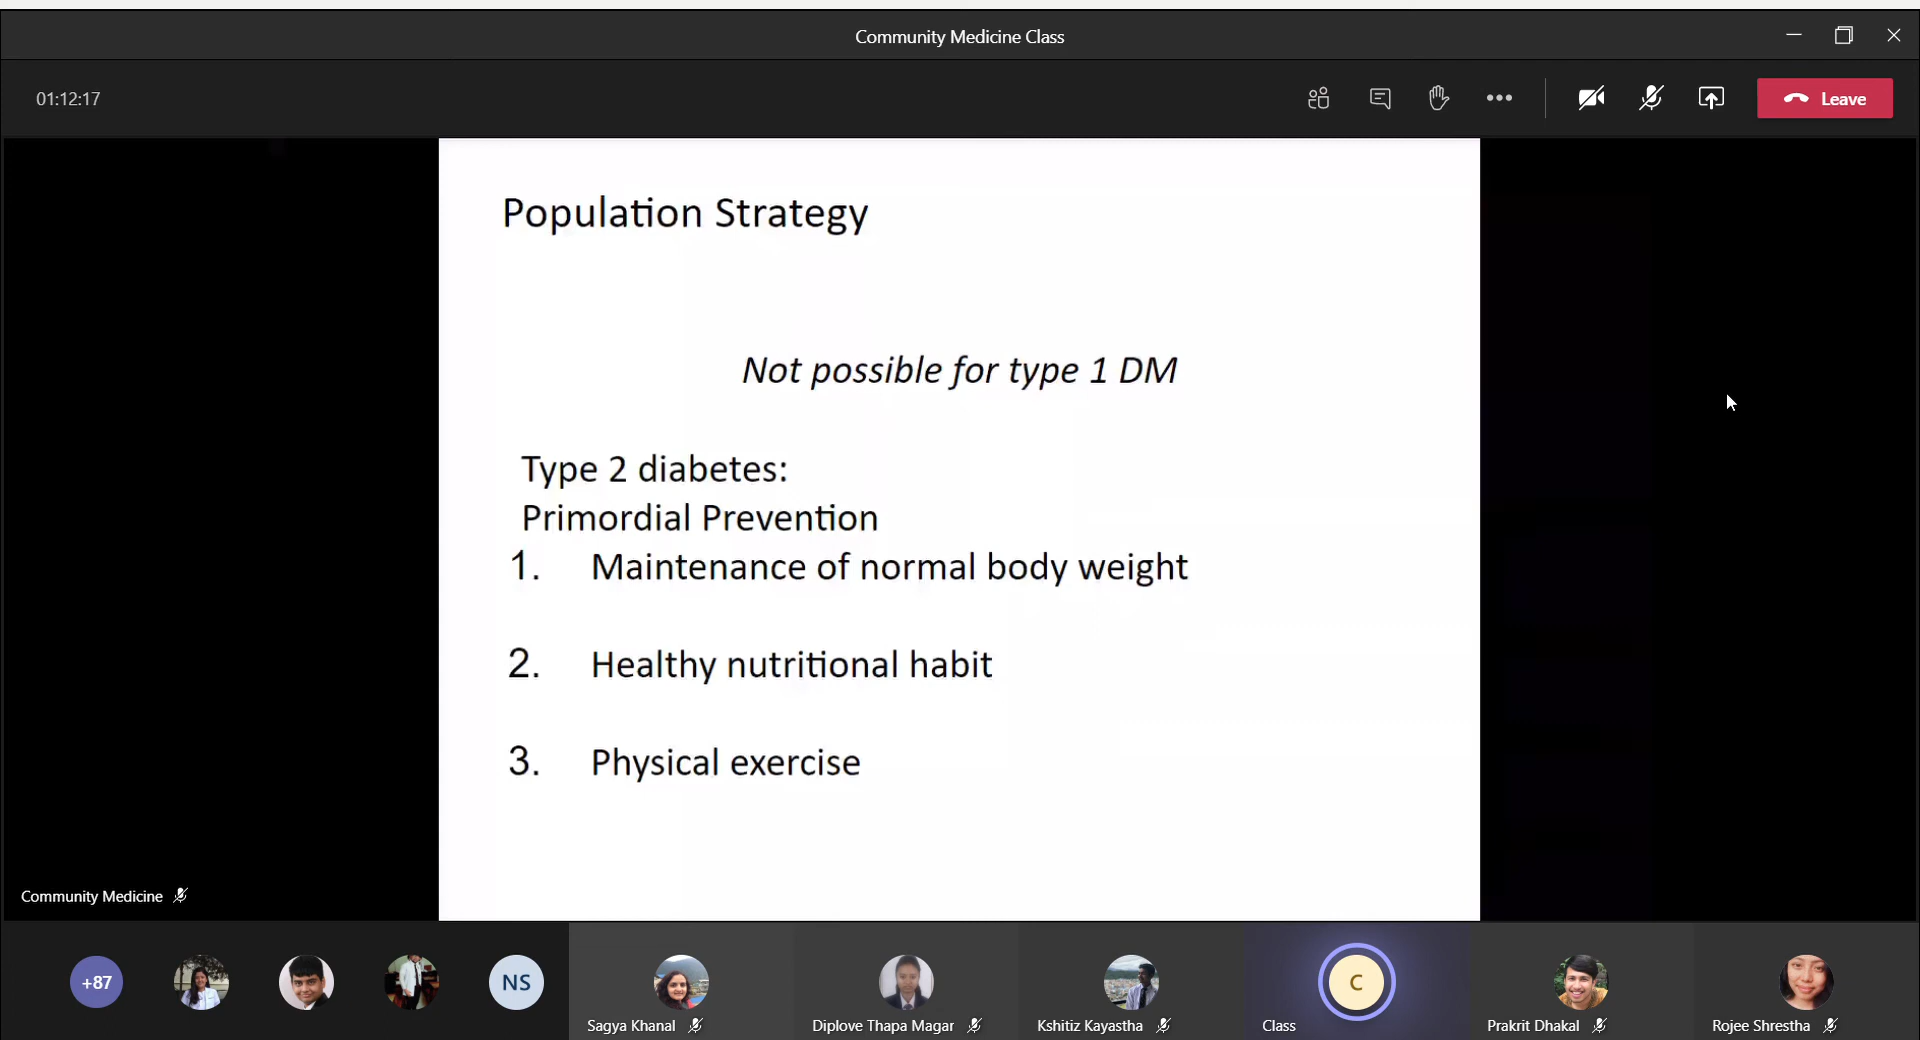 Community Medicine Class
01:12:17
Leave
Population Strategy
Not possible for type 1 DM
Type 2 diabetes:
Primordial Prevention
1. Maintenance of normal body weight
2. Healthy nutritional habit
3. Physical exercise
Community Medicine
+87
NS
C
Sagya Khanal
Diplove Thapa Magar
Kshitiz Kayastha
Class
Prakrit Dhakal
Rojee Shrestha